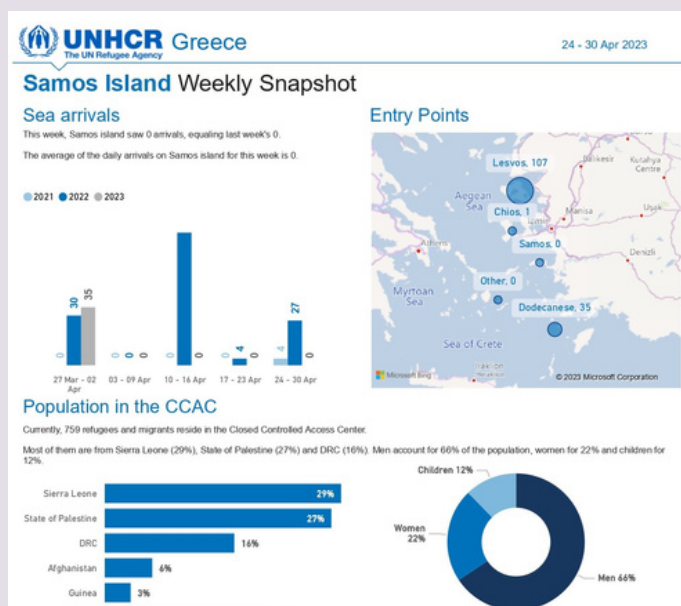 UNHCR Greece
The UN Refugee Agency
24 - 30 Apr 2023
Samos Island Weekly Snapshot
Sea arrivals
This week, Samos island saw 0 arrivals, equaling last week's 0.
The average of the daily arrivals on Samos island for this week is 0.
2021 2022 2023
0 30 35
0 0 0
0 0
0 4 0
4 27 0
27 Mar - 02 Apr
03 - 09 Apr
10 - 16 Apr
17 - 23 Apr
24 - 30 Apr
Entry Points
Lesvos, 107
Balikesir
Kutahya
Centre
Aegean
Sea
Chios, 1
Izmir
Manisa
Usak
Athens
Samos, 0
Denizli
Other, 0
Myrtoan
Sea
Dodecanese, 35
Sea of Crete
Iraklion
Microsoft Bing
© 2023 Microsoft Corporation
Population in the CCAC
Currently, 759 refugees and migrants reside in the Closed Controlled Access Center.
Most of them are from Sierra Leone (29%), State of Palestine (27%) and DRC (16%). Men account for 66% of the population, women for 22% and children for
12%.
Sierra Leone 29%
State of Palestine 27%
DRC 16%
Afghanistan 6%
Guinea 3%
Children 12%
Women
22%
Men 66%